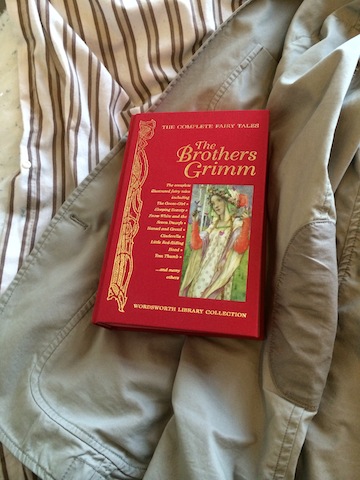 THE COMPLETE FAIRY TALES
The
Brothers
Grimm
The complete
illustrated fairy tales
including
The Goose-Girl •
Sleeping Beauty •
Snow White and the
Seven Dwarfs •
Hansel and Gretel •
Cinderella •
Little Red-Riding
Hood •
Tom Thumb •
...and many
others
WORDSWORTH LIBRARY COLLECTION